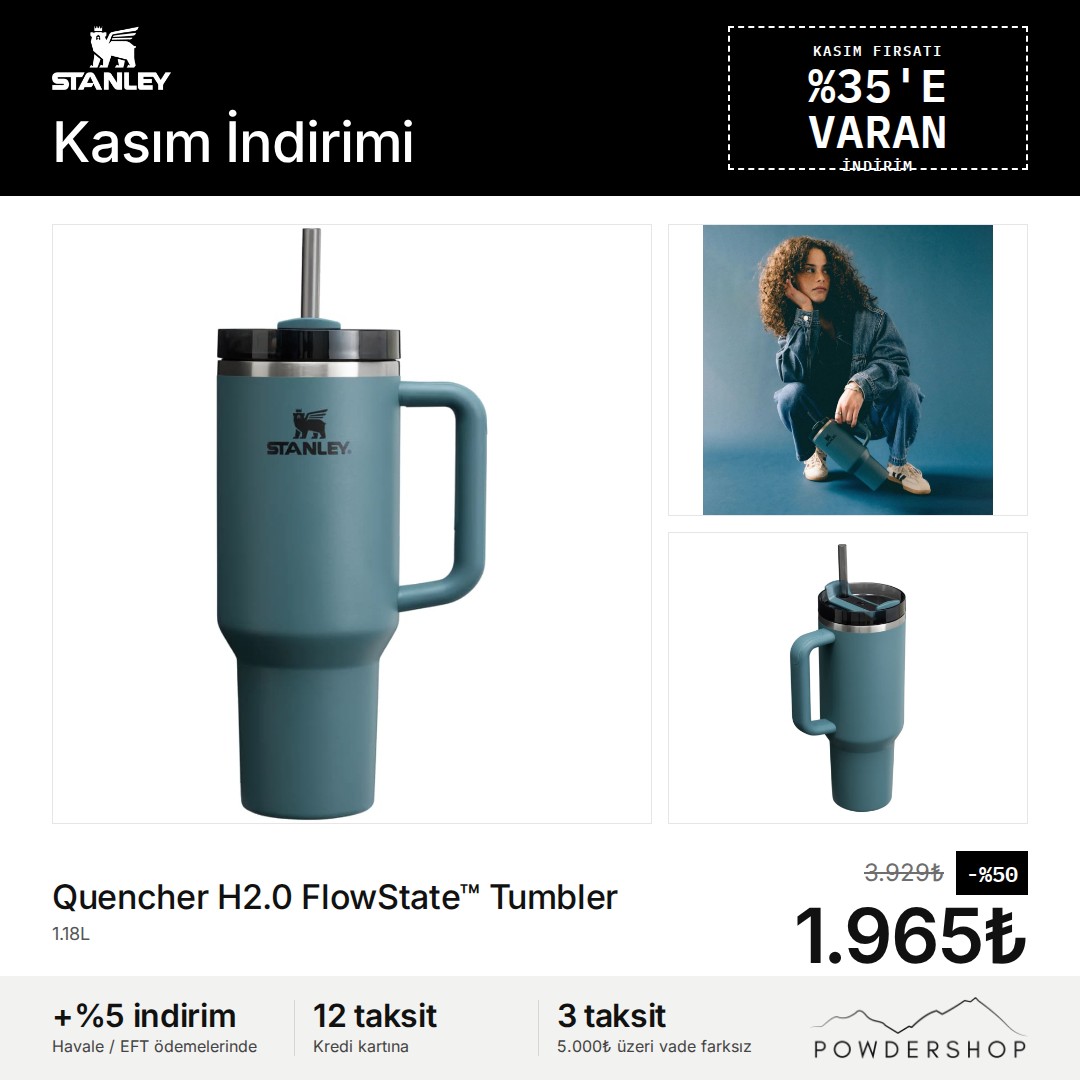 STANLEY
Kasım İndirimi
KASIM FIRSATI
%35'E
VARAN
İNDİRİM
STANLEY
Quencher H2.0 FlowState™ Tumbler
1.18L
3.929₺
-%50
1.965₺
+%5 indirim
Havale / EFT ödemelerinde
12 taksit
Kredi kartına
3 taksit
5.000₺ üzeri vade farksız
POWDERSHOP